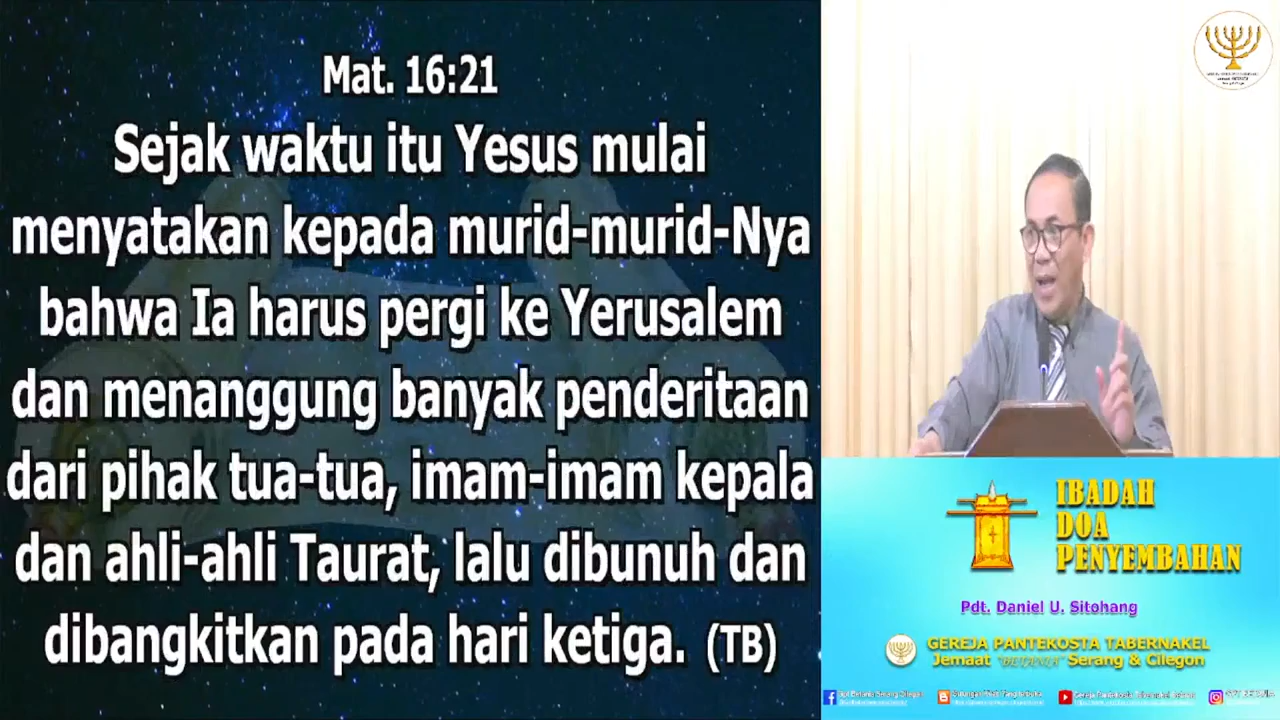 Mat. 16:21
Sejak waktu itu Yesus mulai
menyatakan kepada murid-murid-Nya
bahwa Ia harus pergi ke Yerusalem
dan menanggung banyak penderitaan
dari pihak tua-tua, imam-imam kepala
dan ahli-ahli Taurat, lalu dibunuh dan
dibangkitkan pada hari ketiga. (TB)
IBADAH
DOA
PENYEMBAHAN
Pdt. Daniel U. Sitohang
GEREJA PANTEKOSTA TABERNAKEL
Jemaat "BETANIA" Serang & Cilegon